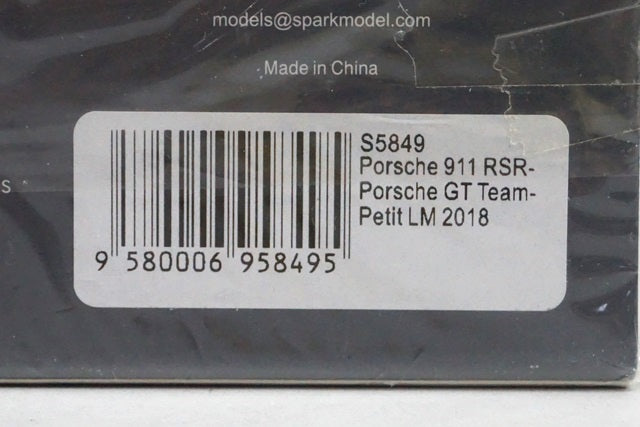 models@sparkmodel.com
Made in China
s
S5849
Porsche 911 RSR-
Porsche GT Team-
Petit LM 2018
9 580006 958495